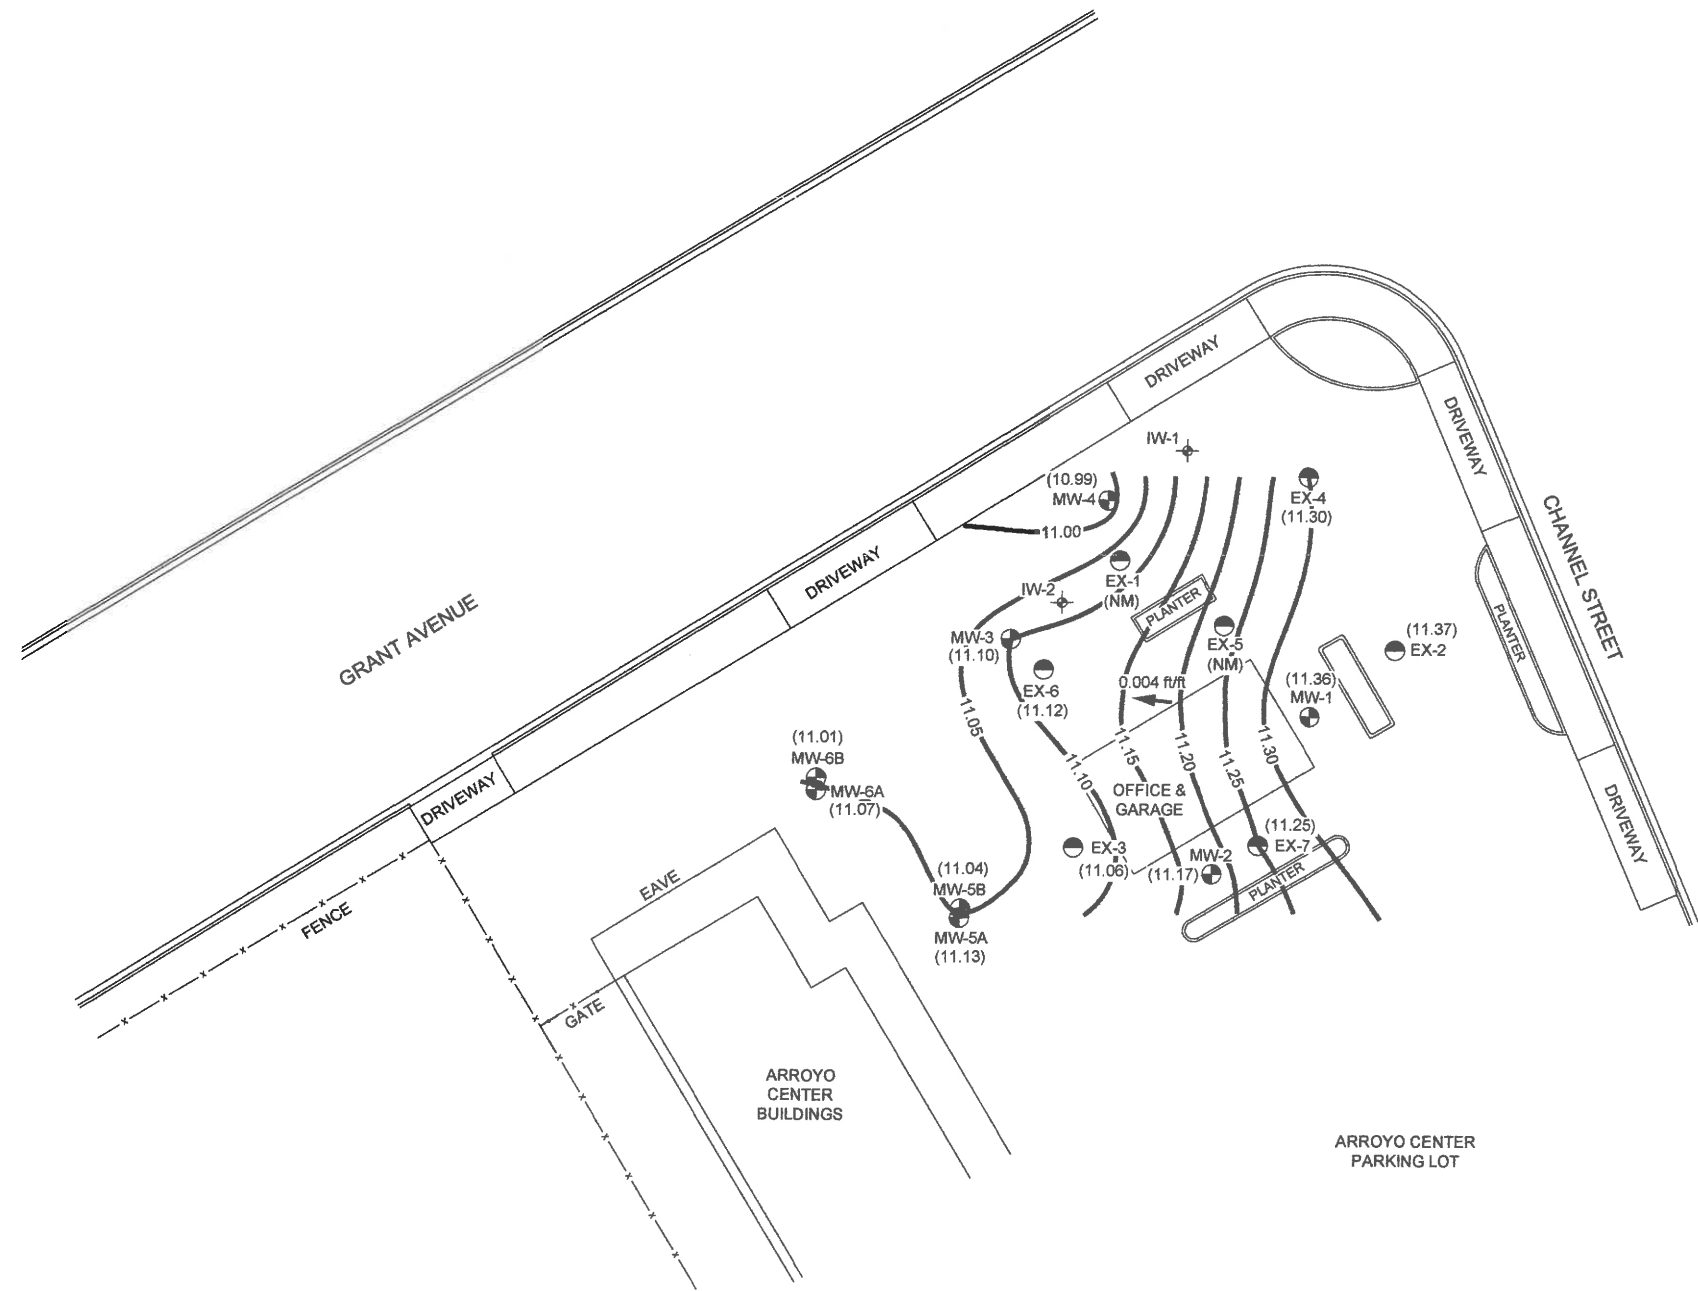 DRIVEWAY
IW-1
DRIVEWAY
(10.99)
MW-4
EX-4
(11.30)
11.00
CHANNEL STREET
DRIVEWAY
EX-1
(NM)
IW-2
PLANTER
GRANT AVENUE
MW-3
(11.10)
EX-5
(NM)
(11.37)
EX-2
PLANTER
EX-6
(11.12)
0.004 ft/ft
(11.36)
MW-1
11.05
11.10
11.15
11.20
11.25
11.30
(11.01)
MW-6B
MW-6A
(11.07)
DRIVEWAY
OFFICE &
GARAGE
DRIVEWAY
EX-3
(11.06)
MW-2
(11.17)
(11.25)
EX-7
PLANTER
EAVE
(11.04)
MW-5B
MW-5A
(11.13)
FENCE
GATE
ARROYO
CENTER
BUILDINGS
ARROYO CENTER
PARKING LOT